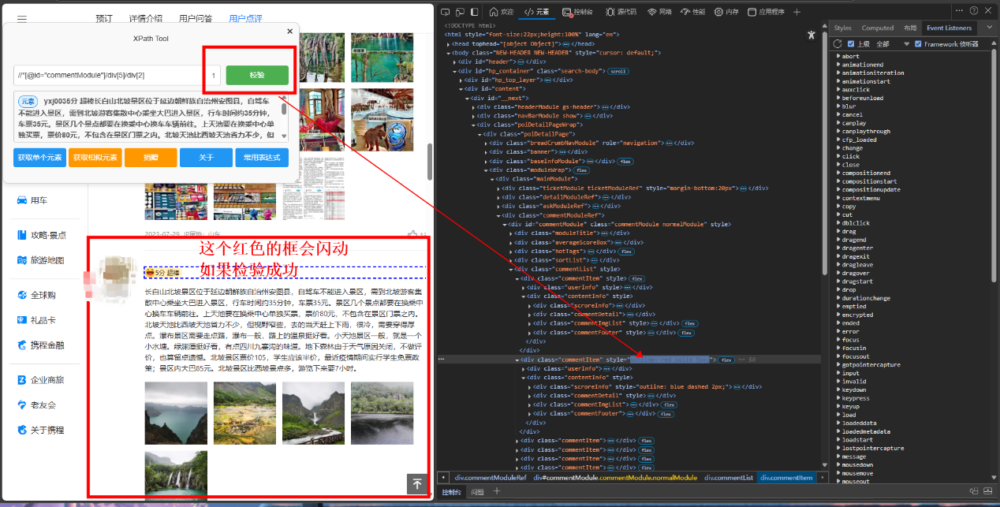 预订 详情介绍 用户问答 用户点评
XPath Tool
//*[@id="commentModule"]/div[5]/div[2]
1
校验
元素 yxj0035分 超棒长白山北坡景区位于延边朝鲜族自治州安图县，自驾车
不能进入景区，需到北坡游客集散中心乘坐大巴进入景区，行车时间约35分钟，
车票35元。景区几个景点都要在换乘中心换车车辆前往。上天池要在换乘中心单
独买票，票价80元，不包含在景区门票之内。北坡天池比西坡天池省力不少，但
获取单个元素 获取相似元素 捐赠 关于 常用表达式
用车
攻略·景点
旅游地图
全球购
礼品卡
携程金融
企业商旅
老友会
关于携程
2023-07-29 IP属地：山东
这个红色的框会闪动
如果检验成功
5分 超棒
长白山北坡景区位于延边朝鲜族自治州安图县，自驾车不能进入景区，需到北坡游客集
散中心乘坐大巴进入景区，行车时间约35分钟，车票35元。景区几个景点都要在换乘中
心换车车辆前往。上天池要在换乘中心单独买票，票价80元，不包含在景区门票之内。
北坡天池比西坡天池省力不少，但视野窄些，去的当天赶上下雨，很冷，需要穿得厚
点。瀑布景区需要走点路，瀑布一般，路上的温泉挺好看。小天池景区一般，就是一个
小水塘。绿渊潭挺好看，有点四川九寨沟的味道。地下森林由于天气原因关闭，不做评
价，也算留点遗憾。北坡景区票价105，学生应该半价，最近疫情期间实行学生免票政
策；景区内大巴85元。北坡景区比西坡景点多，游览下来要7小时。
欢迎 </> 元素 控制台 源代码 网络 性能 内存 应用程序
<!DOCTYPE html>
<html style="font-size:22px;height:100%" lang="en">
<head tophead="[object Object]">⋯</head>
<body class="NEW-HEADER NEW-HEADER" style="cursor: default;">
<div id="header">⋯</div>
<div id="hp_container" class="search-body"> scroll
<div id="hp_top_layer">⋯</div>
<div id="content">
<div id="__next">
<div class="headerModule gs-header">⋯</div>
<div class="navBarModule show">⋯</div>
<div class="poiDetailPageWrap">
<div class="poiDetailPage">
<div class="breadCrumbNavModule" role="navigation">⋯</div>
<div class="banner">⋯</div>
<div class="baseInfoModule">⋯</div> flex
<div class="moduleWrap"> flex
<div class="mainModule">
<div class="ticketModule ticketModuleRef" style="margin-bottom:20px">⋯</div>
<div class="detailModuleRef">⋯</div>
<div class="askModuleRef">⋯</div>
<div class="commentModuleRef">
<div id="commentModule" class="commentModule normalModule" style>
<div class="moduleTitle">⋯</div>
<div class="averageScoreBox">⋯</div>
<div class="hotTags">⋯</div> flex
<div class="sortList">⋯</div>
<div class="commentList" style>
<div class="commentItem" style> flex
<div class="userInfo" style>⋯</div>
<div class="contentInfo" style>
<div class="scroreInfo" style>⋯</div>
<div class="commentDetail" style>⋯</div>
<div class="commentImgList" style>⋯</div> flex
<div class="commentFooter" style>⋯</div> flex
</div>
</div>
<div class="commentItem" style="outline: red solid 5px;"> flex == $0
<div class="userInfo">⋯</div>
<div class="contentInfo" style>
<div class="scroreInfo" style="outline: blue dashed 2px;">⋯</div>
<div class="commentDetail" style>⋯</div>
<div class="commentImgList">⋯</div> flex
<div class="commentFooter">⋯</div> flex
</div>
</div>
<div class="commentItem">⋯</div> flex
<div class="commentItem">⋯</div> flex
<div class="commentItem">⋯</div> flex
<div class="commentItem">⋯</div> flex
div.commentModuleRef div#commentModule.commentModule.normalModule div.commentList div.commentItem
控制台 问题
Styles Computed 布局 Event Listeners
上级 全部 Framework 侦听器
abort
animationend
animationiteration
animationstart
auxclick
beforeunload
blur
cancel
canplay
canplaythrough
cfp_loaded
change
click
close
compositionend
compositionstart
compositionupdate
contextmenu
copy
cut
dblclick
drag
dragend
dragenter
dragexit
dragleave
dragover
dragstart
drop
durationchange
emptied
encrypted
ended
error
focus
focusin
focusout
gotpointercapture
input
invalid
keydown
keypress
keyup
load
loadeddata
loadedmetadata
loadstart
lostpointercapture
message
mousedown
mousemove
mouseout